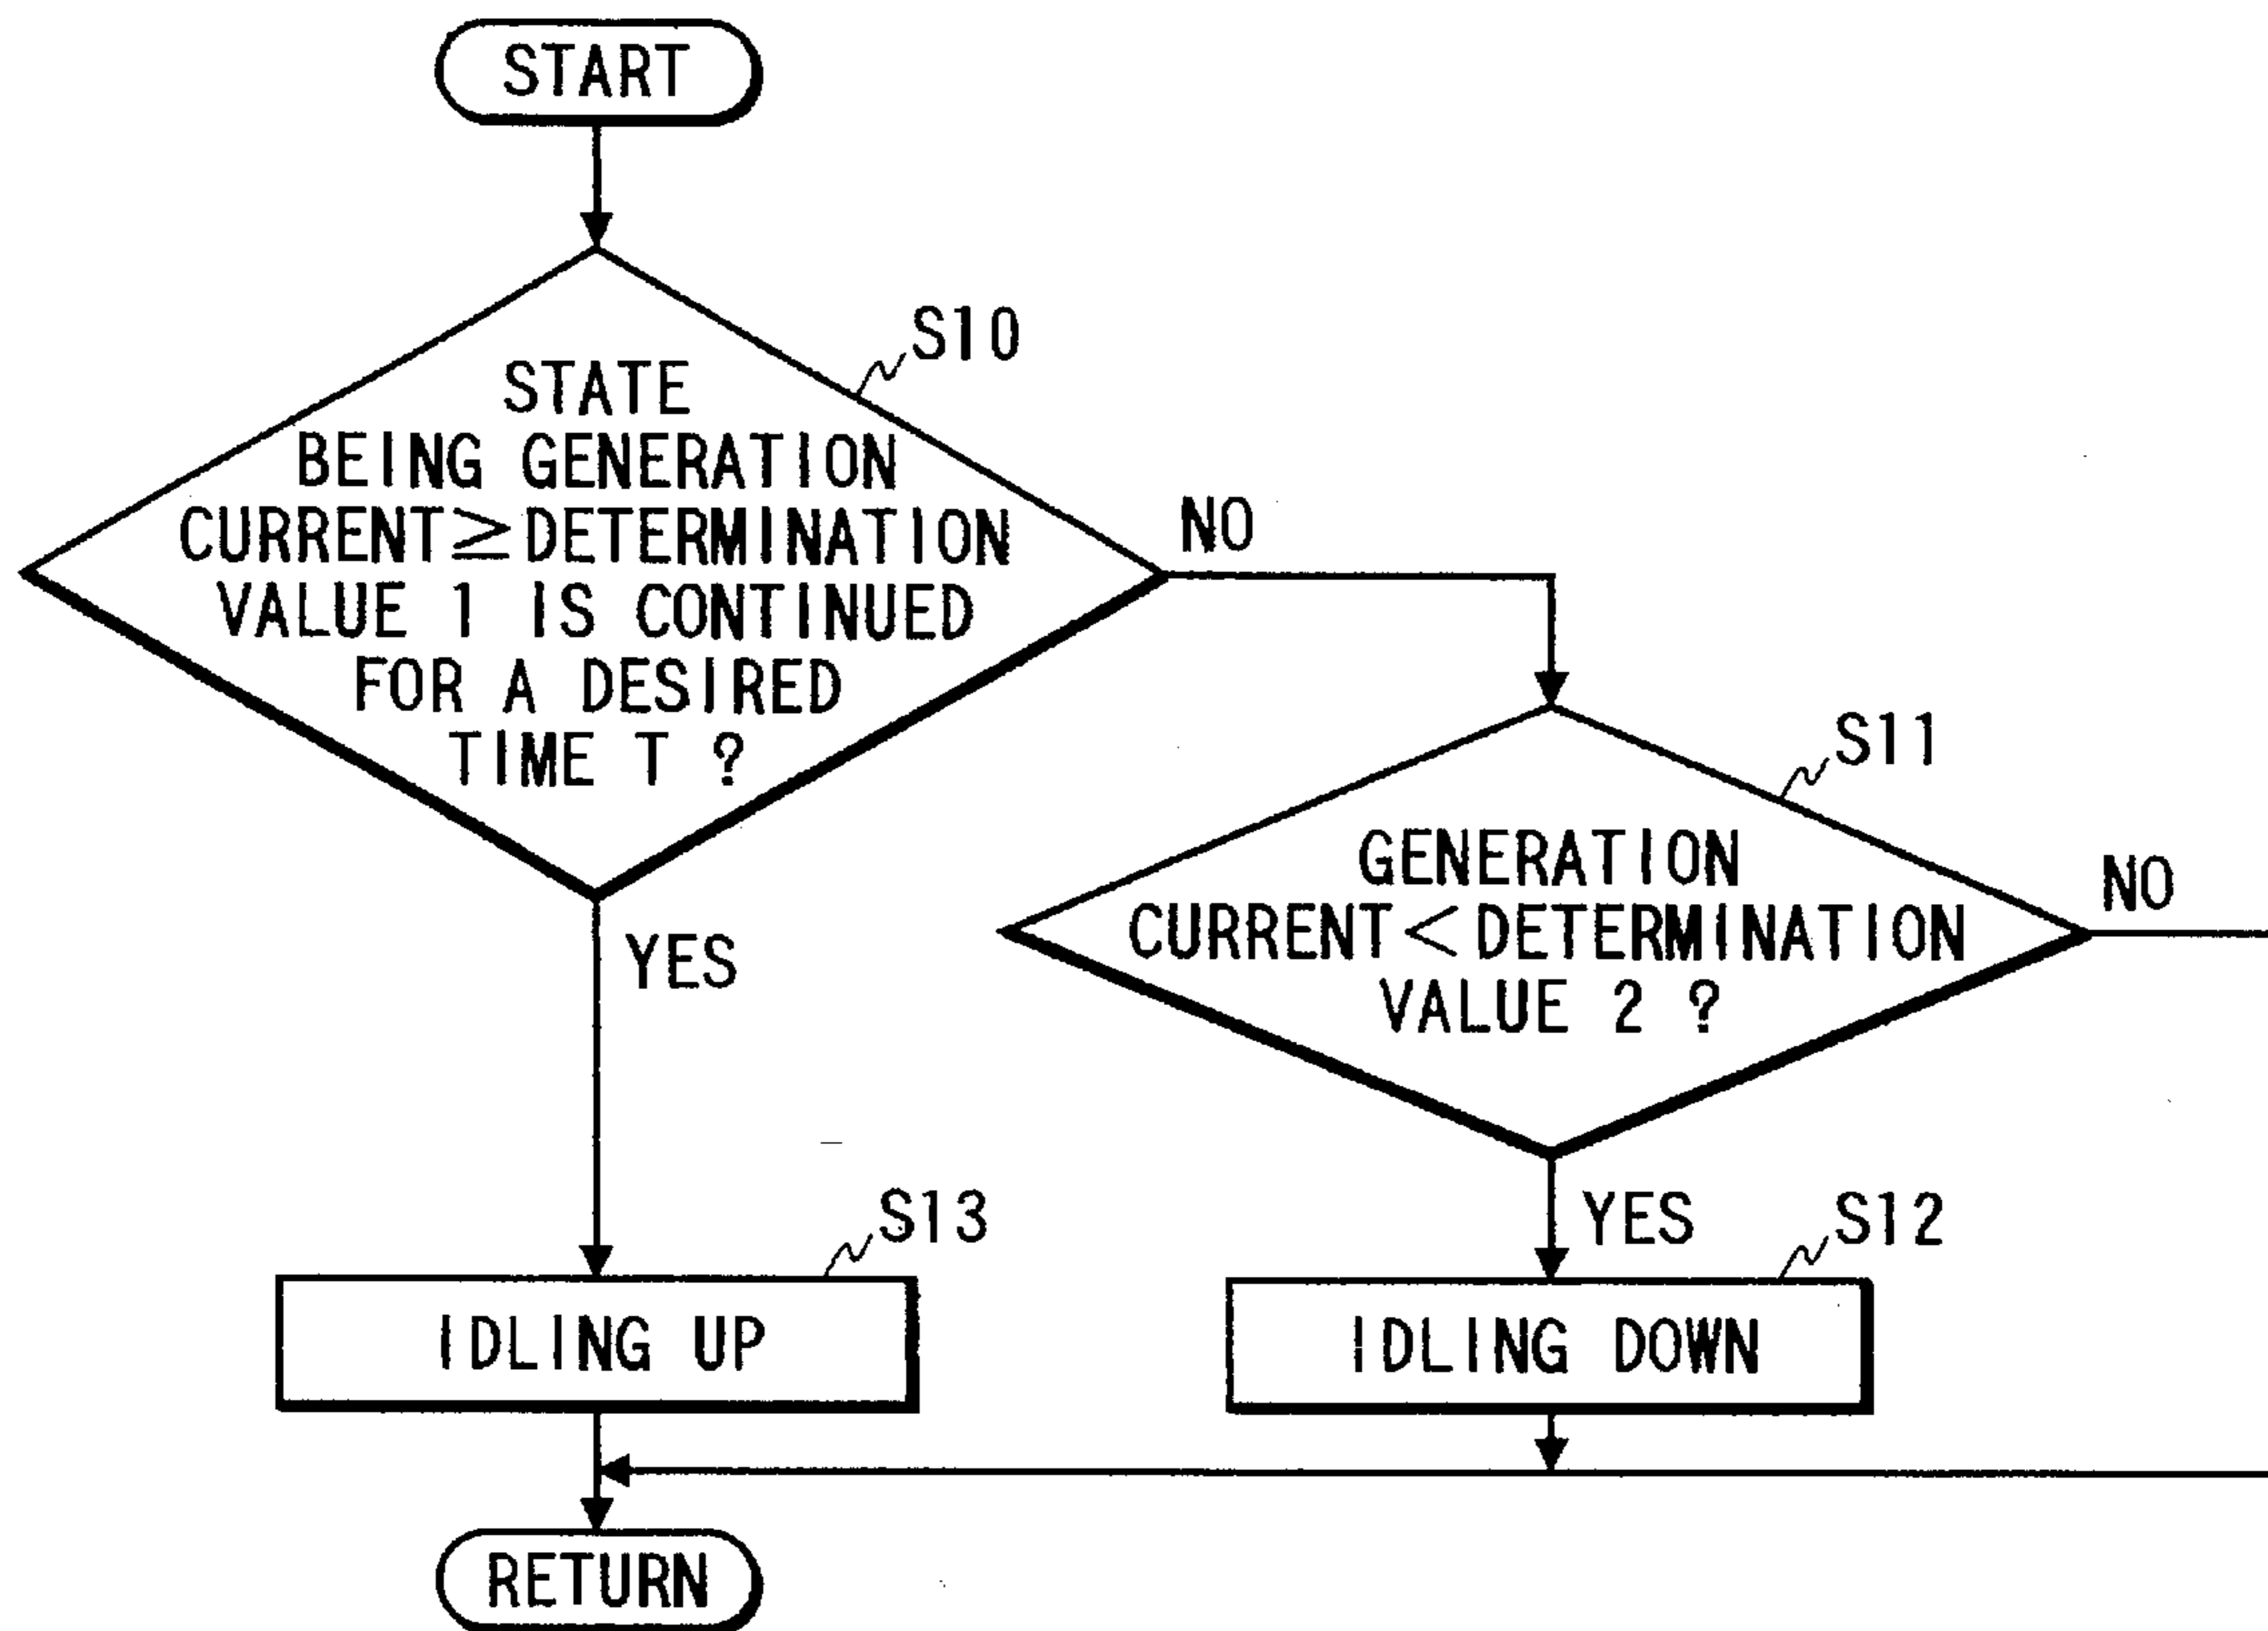 START
S10
STATE
BEING GENERATION
CURRENT≧DETERMINATION
VALUE 1 IS CONTINUED
FOR A DESIRED
TIME T ?
NO
YES
S11
GENERATION
CURRENT<DETERMINATION
VALUE 2 ?
NO
YES
S13
IDLING UP
S12
IDLING DOWN
RETURN